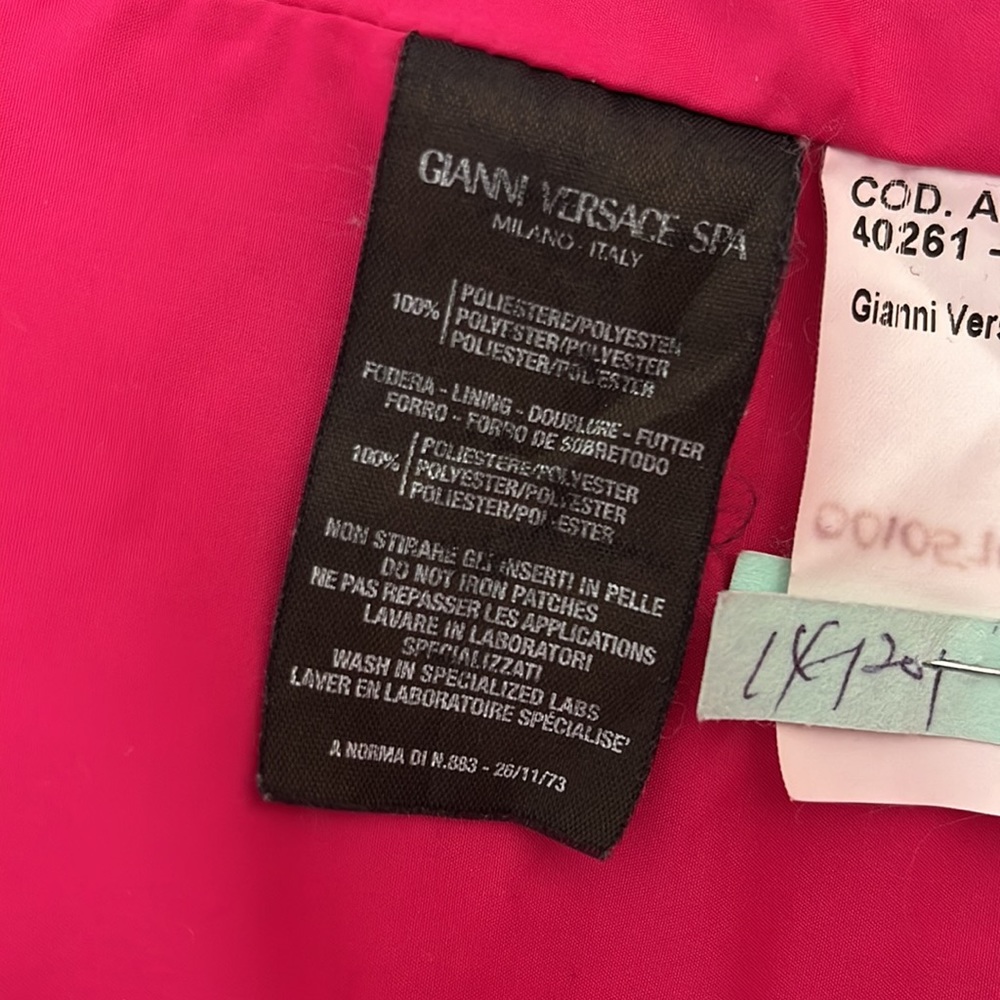 GIANNI VERSACE SPA
MILANO - ITALY
100% POLIESTERE/POLYESTER
POLYESTER/POLYESTER
POLIESTER/POLIESTER
FODERA - LINING - DOUBLURE - FUTTER
FORRO - FORRO DE SOBRETODO
100% POLIESTERE/POLYESTER
POLYESTER/POLYESTER
POLIESTER/POLIESTER
NON STIRARE GLI INSERTI IN PELLE
DO NOT IRON PATCHES
NE PAS REPASSER LES APPLICATIONS
LAVARE IN LABORATORI
SPECIALIZZATI
WASH IN SPECIALIZED LABS
LAVER EN LABORATOIRE SPÉCIALISE'
A NORMA DI N.883 - 26/11/73
COD. A
40261 -
Gianni Vers